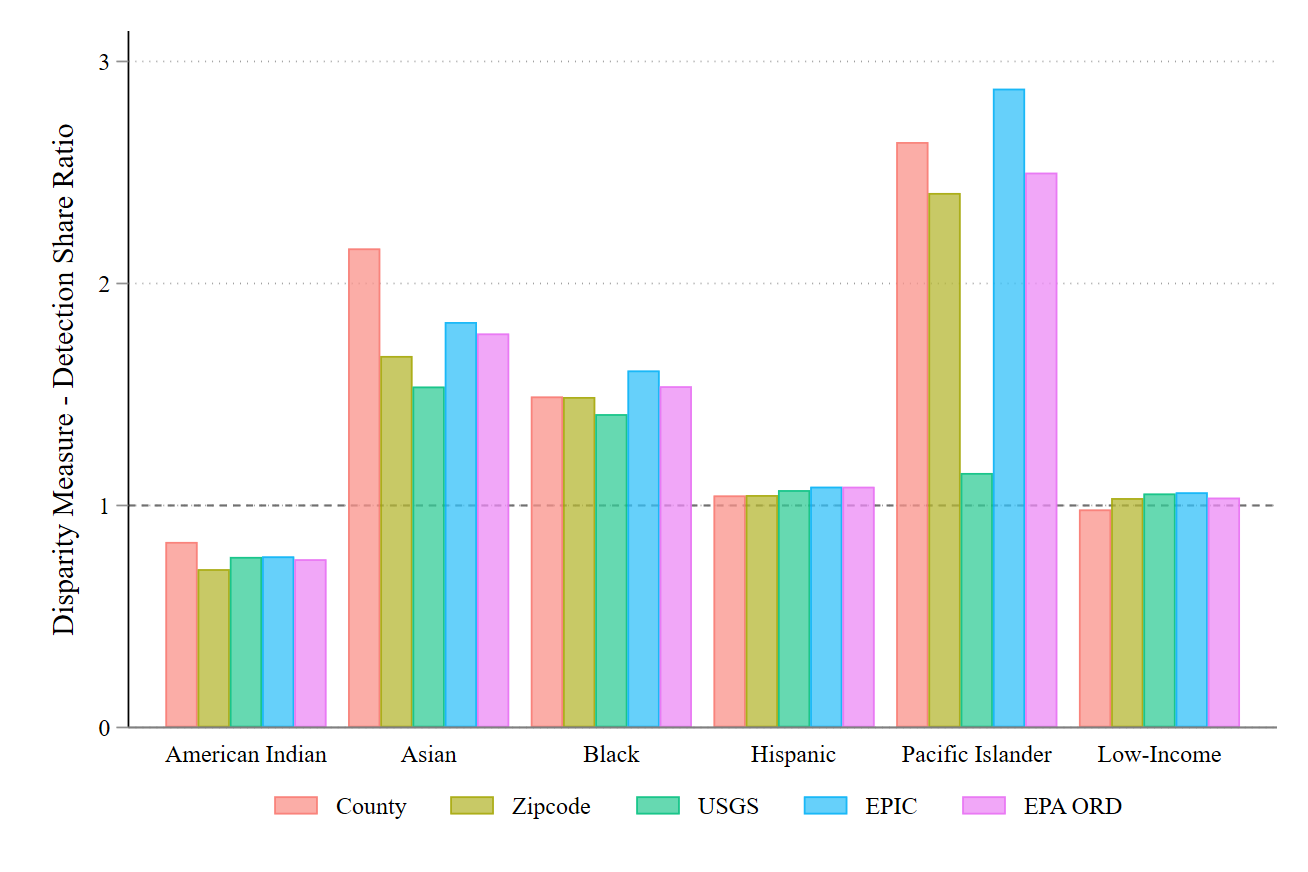 Disparity Measure - Detection Share Ratio
3
2
1
0
American Indian Asian Black Hispanic Pacific Islander Low-Income
County Zipcode USGS EPIC EPA ORD